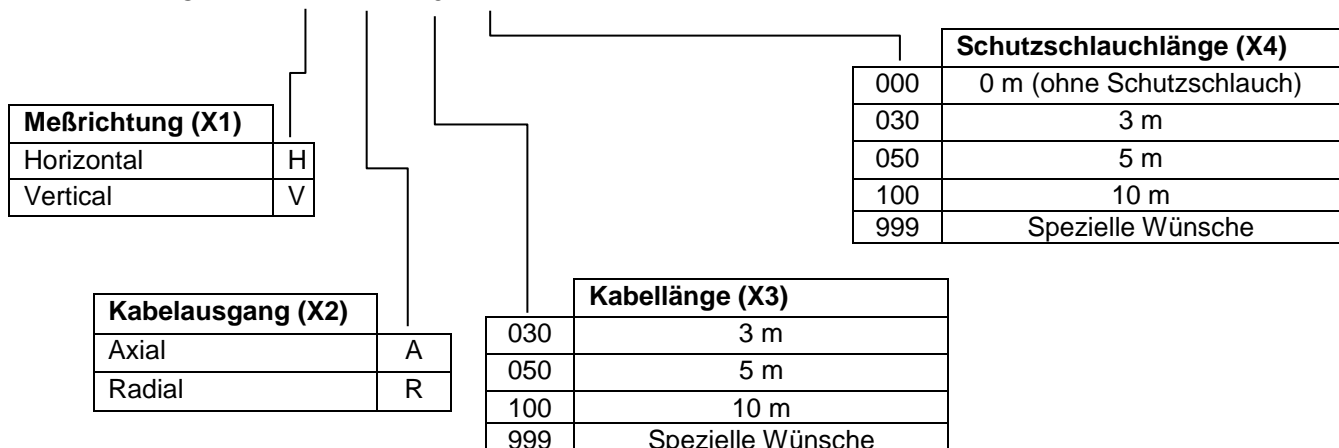 Schutzschlauchlänge (X4)
000 0 m (ohne Schutzschlauch)
030 3 m
050 5 m
100 10 m
999 Spezielle Wünsche
Meßrichtung (X1)
Horizontal H
Vertical V
Kabelausgang (X2)
Axial A
Radial R
Kabellänge (X3)
030 3 m
050 5 m
100 10 m
999 Spezielle Wünsche